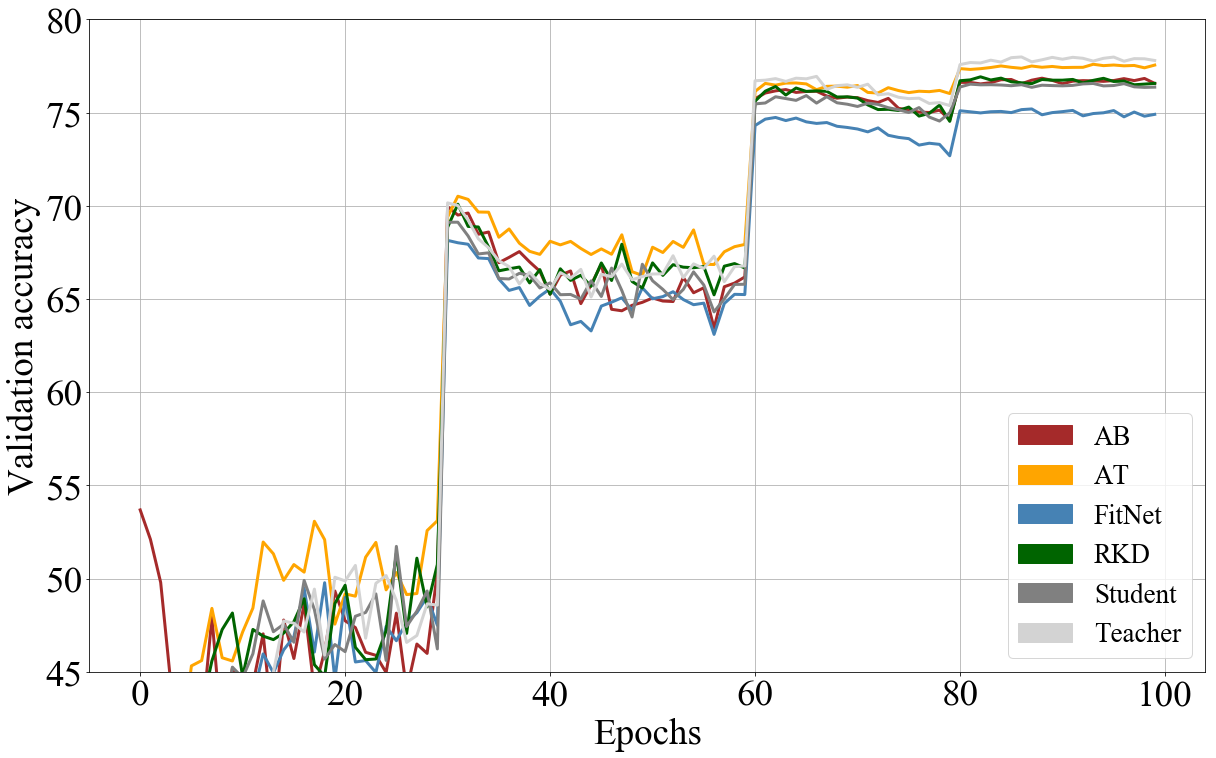 Validation accuracy
80
75
70
65
60
55
50
45
0 20 40 60 80 100
Epochs
AB
AT
FitNet
RKD
Student
Teacher